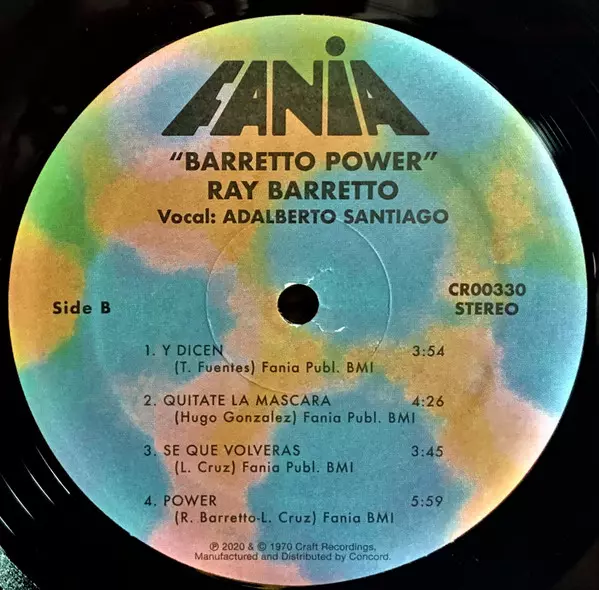 FANIA
"BARRETTO POWER"
RAY BARRETTO
Vocal: ADALBERTO SANTIAGO
Side B
CR00330
STEREO
1. Y DICEN 3:54
(T. Fuentes) Fania Publ. BMI
2. QUITATE LA MASCARA 4:26
(Hugo Gonzalez) Fania Publ. BMI
3. SE QUE VOLVERAS 3:45
(L. Cruz) Fania Publ. BMI
4. POWER 5:59
(R. Barretto-L. Cruz) Fania BMI
℗ 2020 & © 1970 Craft Recordings,
Manufactured and Distributed by Concord.